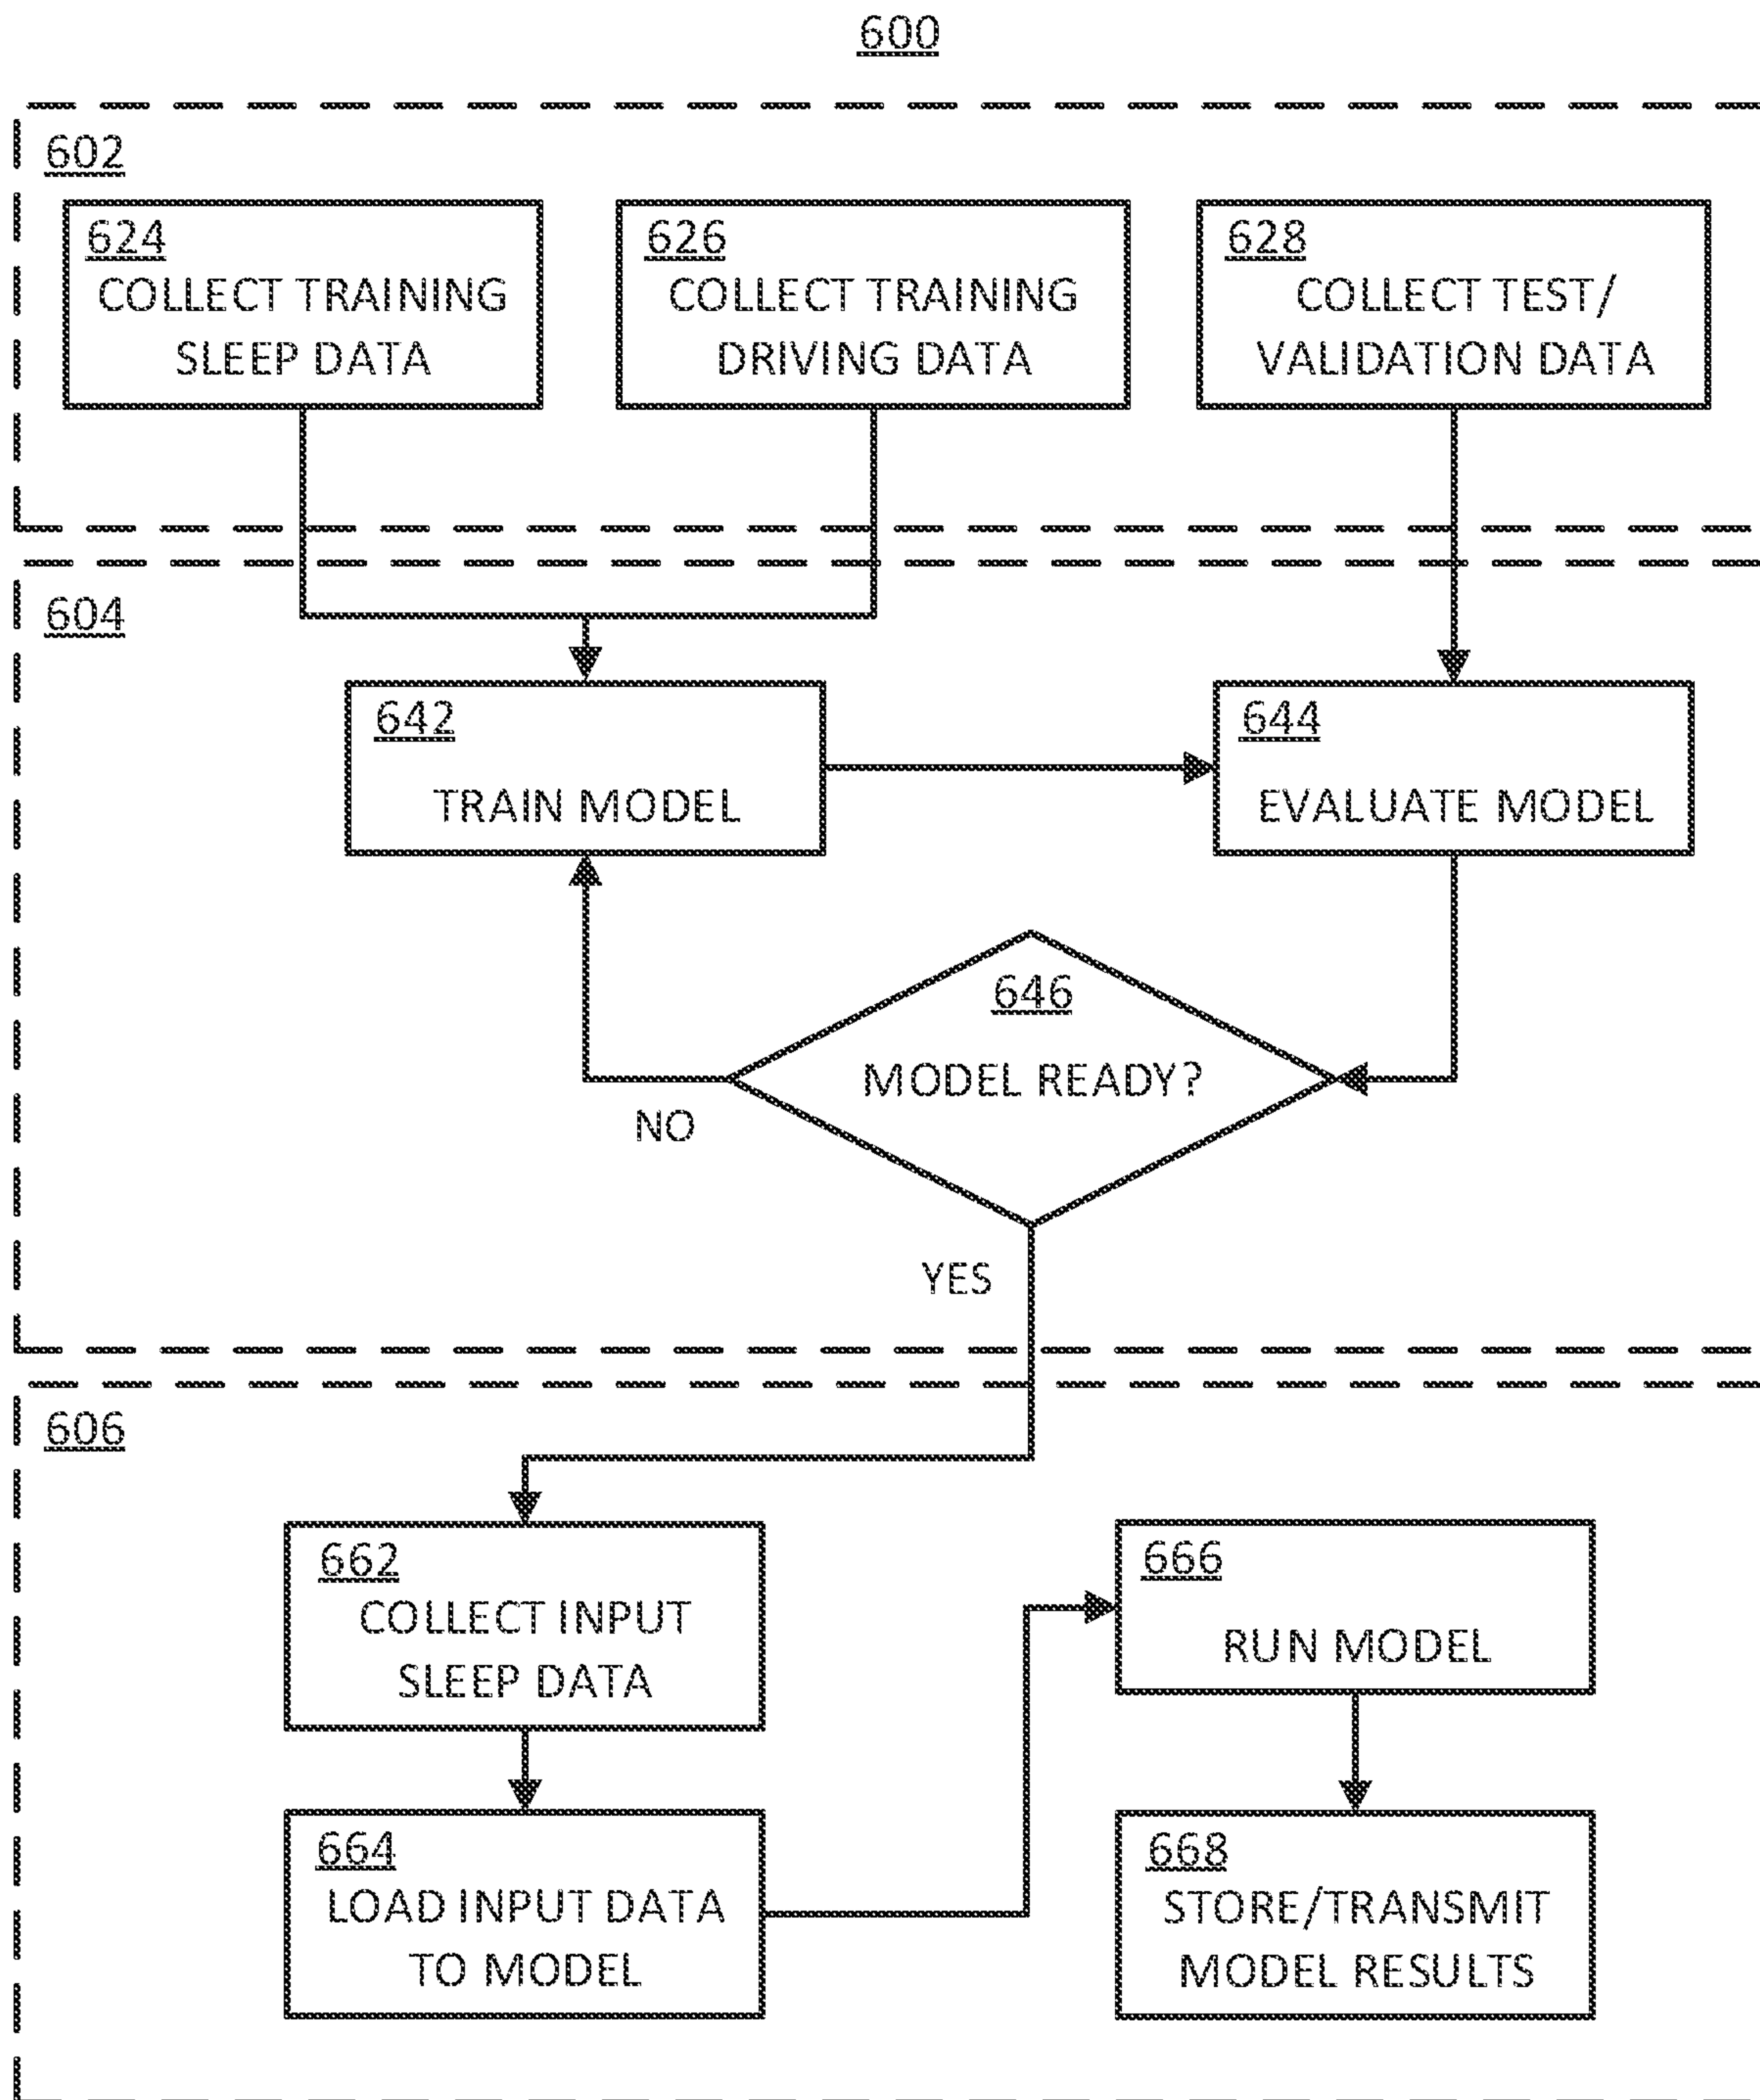 600
602
624
COLLECT TRAINING
SLEEP DATA
626
COLLECT TRAINING
DRIVING DATA
628
COLLECT TEST/
VALIDATION DATA
604
642
TRAIN MODEL
644
EVALUATE MODEL
646
MODEL READY?
NO
YES
606
662
COLLECT INPUT
SLEEP DATA
664
LOAD INPUT DATA
TO MODEL
666
RUN MODEL
668
STORE/TRANSMIT
MODEL RESULTS